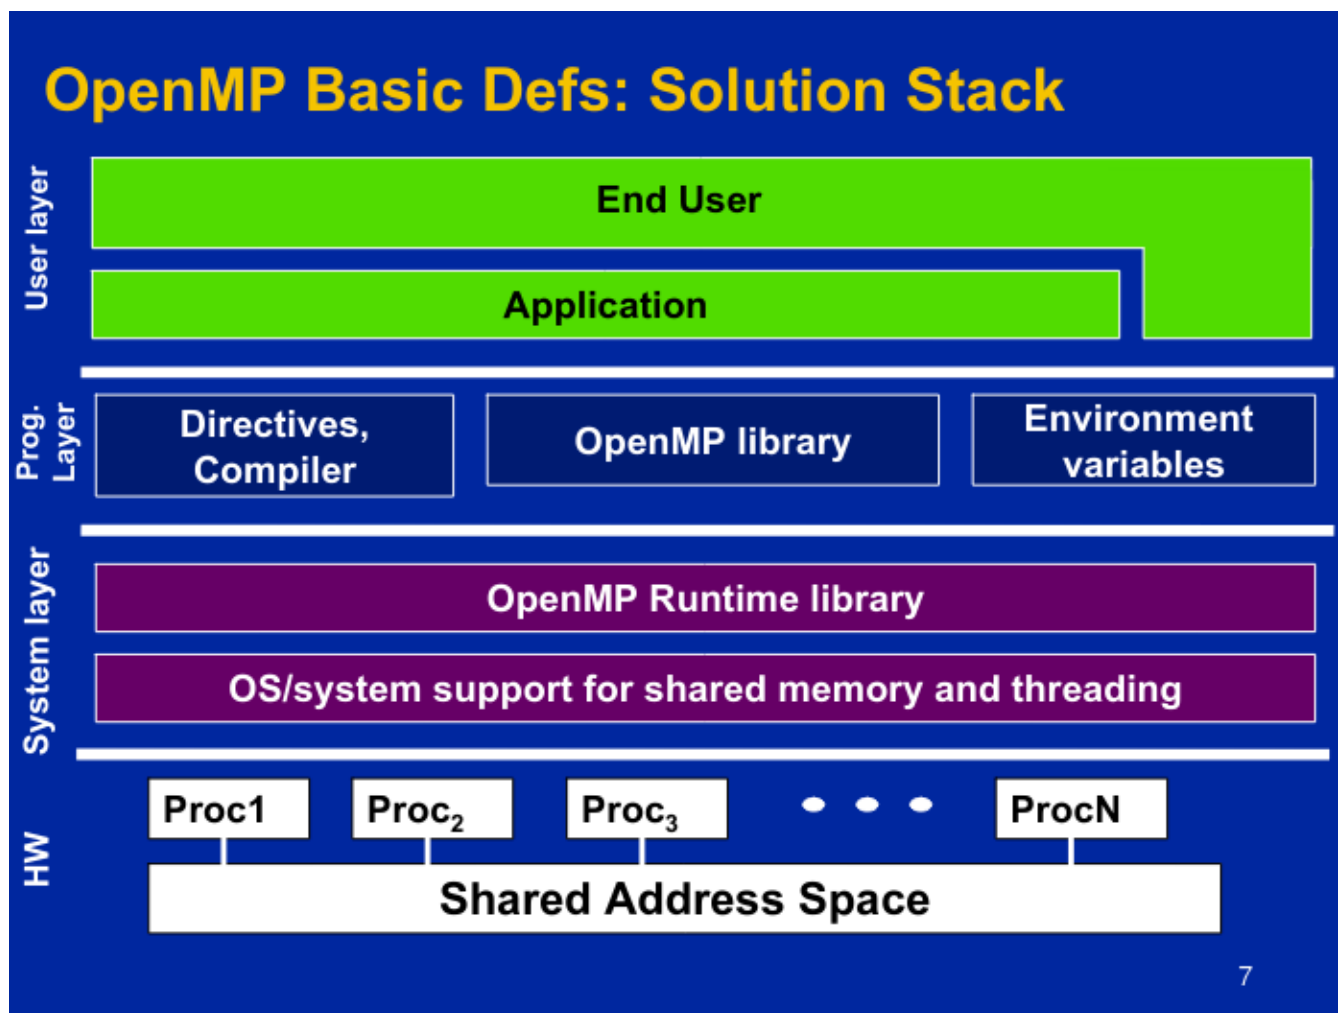 OpenMP Basic Defs: Solution Stack
User layer
End User
Application
Prog.
Layer
Directives,
Compiler
OpenMP library
Environment
variables
System layer
OpenMP Runtime library
OS/system support for shared memory and threading
HW
Proc1
Proc₂
Proc₃
• • •
ProcN
Shared Address Space
7